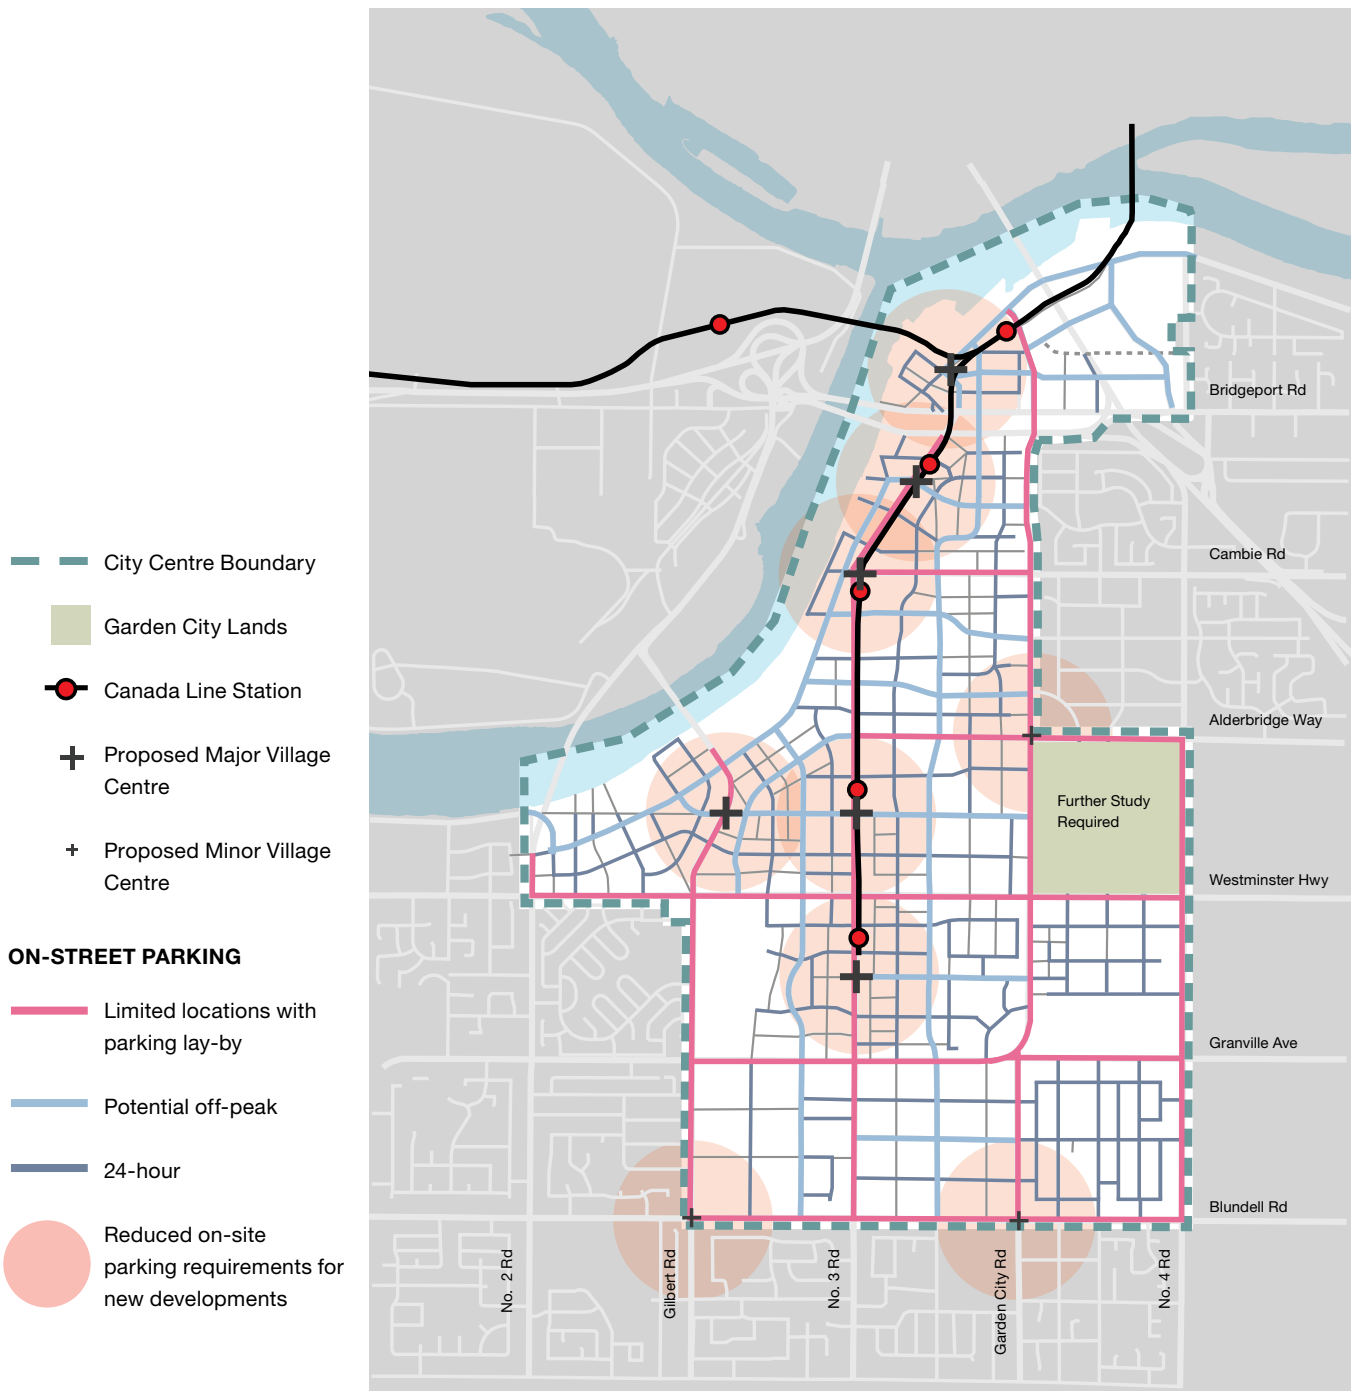 City Centre Boundary
Garden City Lands
Canada Line Station
Proposed Major Village
Centre
Proposed Minor Village
Centre
ON-STREET PARKING
Limited locations with
parking lay-by
Potential off-peak
24-hour
Reduced on-site
parking requirements for
new developments
Bridgeport Rd
Cambie Rd
Alderbridge Way
Further Study
Required
Westminster Hwy
Granville Ave
Blundell Rd
No. 2 Rd
Gilbert Rd
No. 3 Rd
Garden City Rd
No. 4 Rd